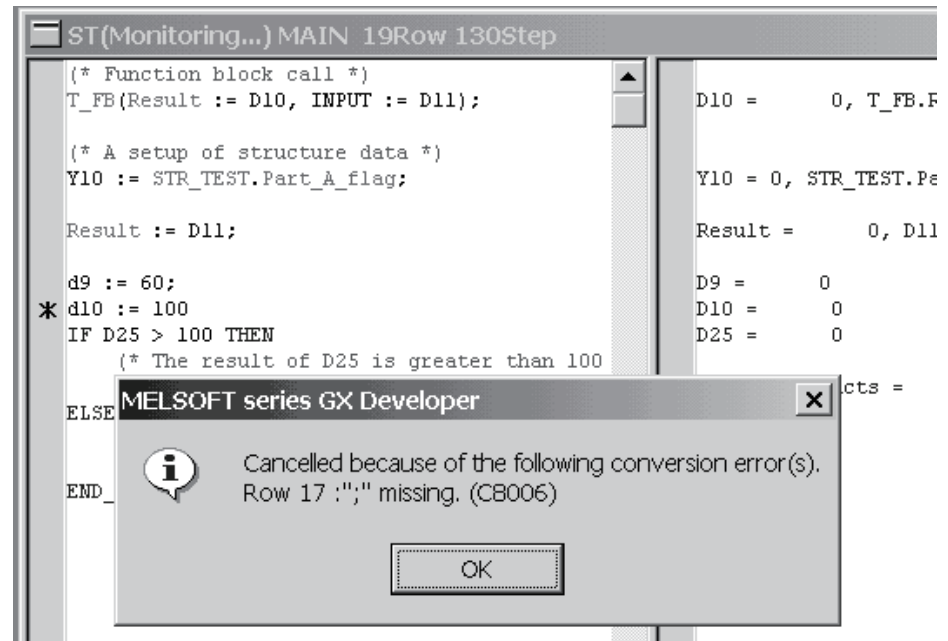 ST(Monitoring...) MAIN 19Row 130Step
(* Function block call *)
T_FB(Result := D10, INPUT := D11);
(* A setup of structure data *)
Y10 := STR_TEST.Part_A_flag;
Result := D11;
d9 := 60;
* d10 := 100
IF D25 > 100 THEN
(* The result of D25 is greater than 100
ELSE
END_
D10 = 0, T_FB.R
Y10 = 0, STR_TEST.Pa
Result = 0, D11
D9 = 0
D10 = 0
D25 = 0
cts =
MELSOFT series GX Developer
Cancelled because of the following conversion error(s).
Row 17 :";" missing. (C8006)
OK